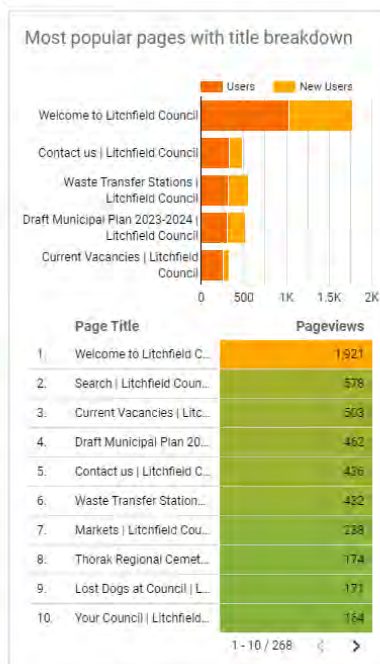 Most popular pages with title breakdown
Users New Users
Welcome to Litchfield Council
Contact us | Litchfield Council
Waste Transfer Stations |
Litchfield Council
Draft Municipal Plan 2023-2024 |
Litchfield Council
Current Vacancies | Litchfield
Council
0 500 1K 1.5K 2K
Page Title Pageviews
1. Welcome to Litchfield C... 1,921
2. Search | Litchfield Coun... 578
3. Current Vacancies | Litc... 503
4. Draft Municipal Plan 20... 462
5. Contact us | Litchfield C... 436
6. Waste Transfer Station... 432
7. Markets | Litchfield Cou... 238
8. Thorak Regional Cemet... 174
9. Lost Dogs at Council | L... 171
10. Your Council | Litchfield... 164
1 - 10 / 268 < >